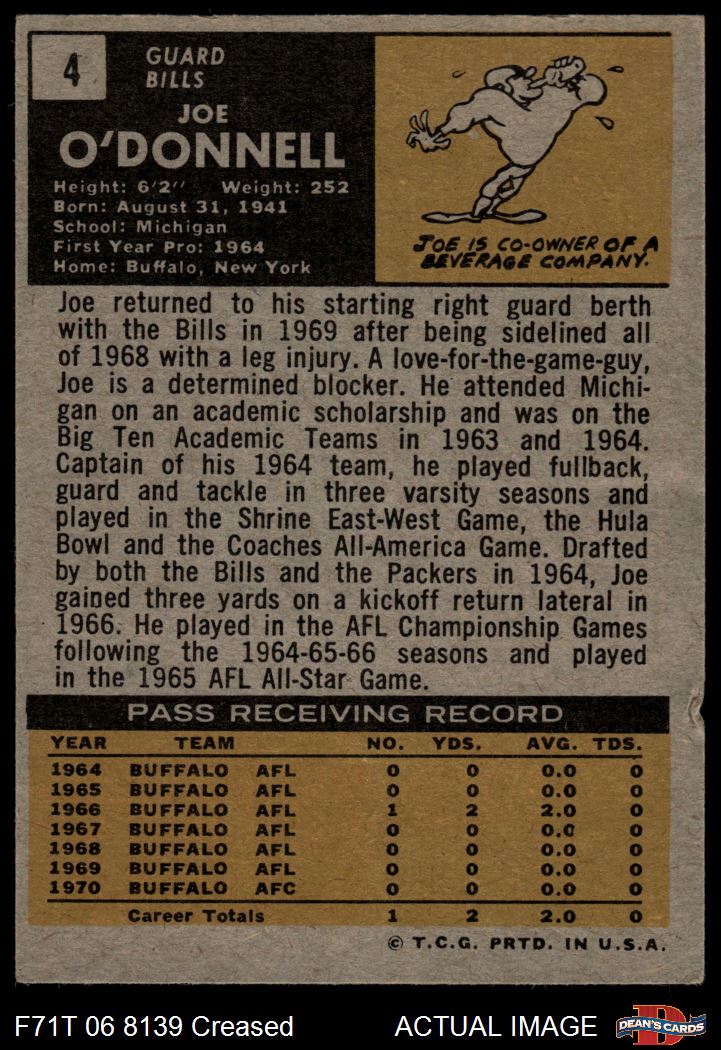 4
GUARD
BILLS
JOE
O'DONNELL
Height: 6'2" Weight: 252
Born: August 31, 1941
School: Michigan
First Year Pro: 1964
Home: Buffalo, New York
JOE IS CO-OWNER OF A
BEVERAGE COMPANY.
Joe returned to his starting right guard berth
with the Bills in 1969 after being sidelined all
of 1968 with a leg injury. A love-for-the-game-guy,
Joe is a determined blocker. He attended Michi-
gan on an academic scholarship and was on the
Big Ten Academic Teams in 1963 and 1964.
Captain of his 1964 team, he played fullback,
guard and tackle in three varsity seasons and
played in the Shrine East-West Game, the Hula
Bowl and the Coaches All-America Game. Drafted
by both the Bills and the Packers in 1964, Joe
gained three yards on a kickoff return lateral in
1966. He played in the AFL Championship Games
following the 1964-65-66 seasons and played
in the 1965 AFL All-Star Game.
PASS RECEIVING RECORD
YEAR TEAM NO. YDS. AVG. TDS.
1964 BUFFALO AFL 0 0 0.0 0
1965 BUFFALO AFL 0 0 0.0 0
1966 BUFFALO AFL 1 2 2.0 0
1967 BUFFALO AFL 0 0 0.0 0
1968 BUFFALO AFL 0 0 0.0 0
1969 BUFFALO AFL 0 0 0.0 0
1970 BUFFALO AFC 0 0 0.0 0
Career Totals 1 2 2.0 0
© T.C.G. PRTD. IN U.S.A.
F71T 06 8139 Creased ACTUAL IMAGE DEAN'S CARDS